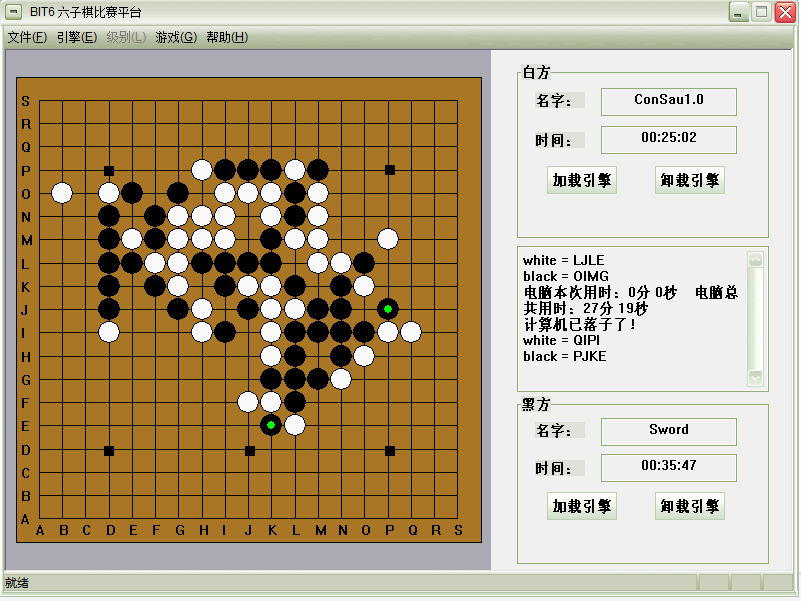 BIT6 六子棋比赛平台
文件(F) 引擎(E) 级别(L) 游戏(G) 帮助(H)
S
R
Q
P
O
N
M
L
K
J
I
H
G
F
E
D
C
B
A
A B C D E F G H I J K L M N O P Q R S
白方
名字： ConSau1.0
时间： 00:25:02
加载引擎 卸载引擎
white = LJLE
black = OIMG
电脑本次用时：0分 0秒 电脑总
共用时：27分 19秒
计算机已落子了！
white = QIPI
black = PJKE
黑方
名字： Sword
时间： 00:35:47
加载引擎 卸载引擎
就绪